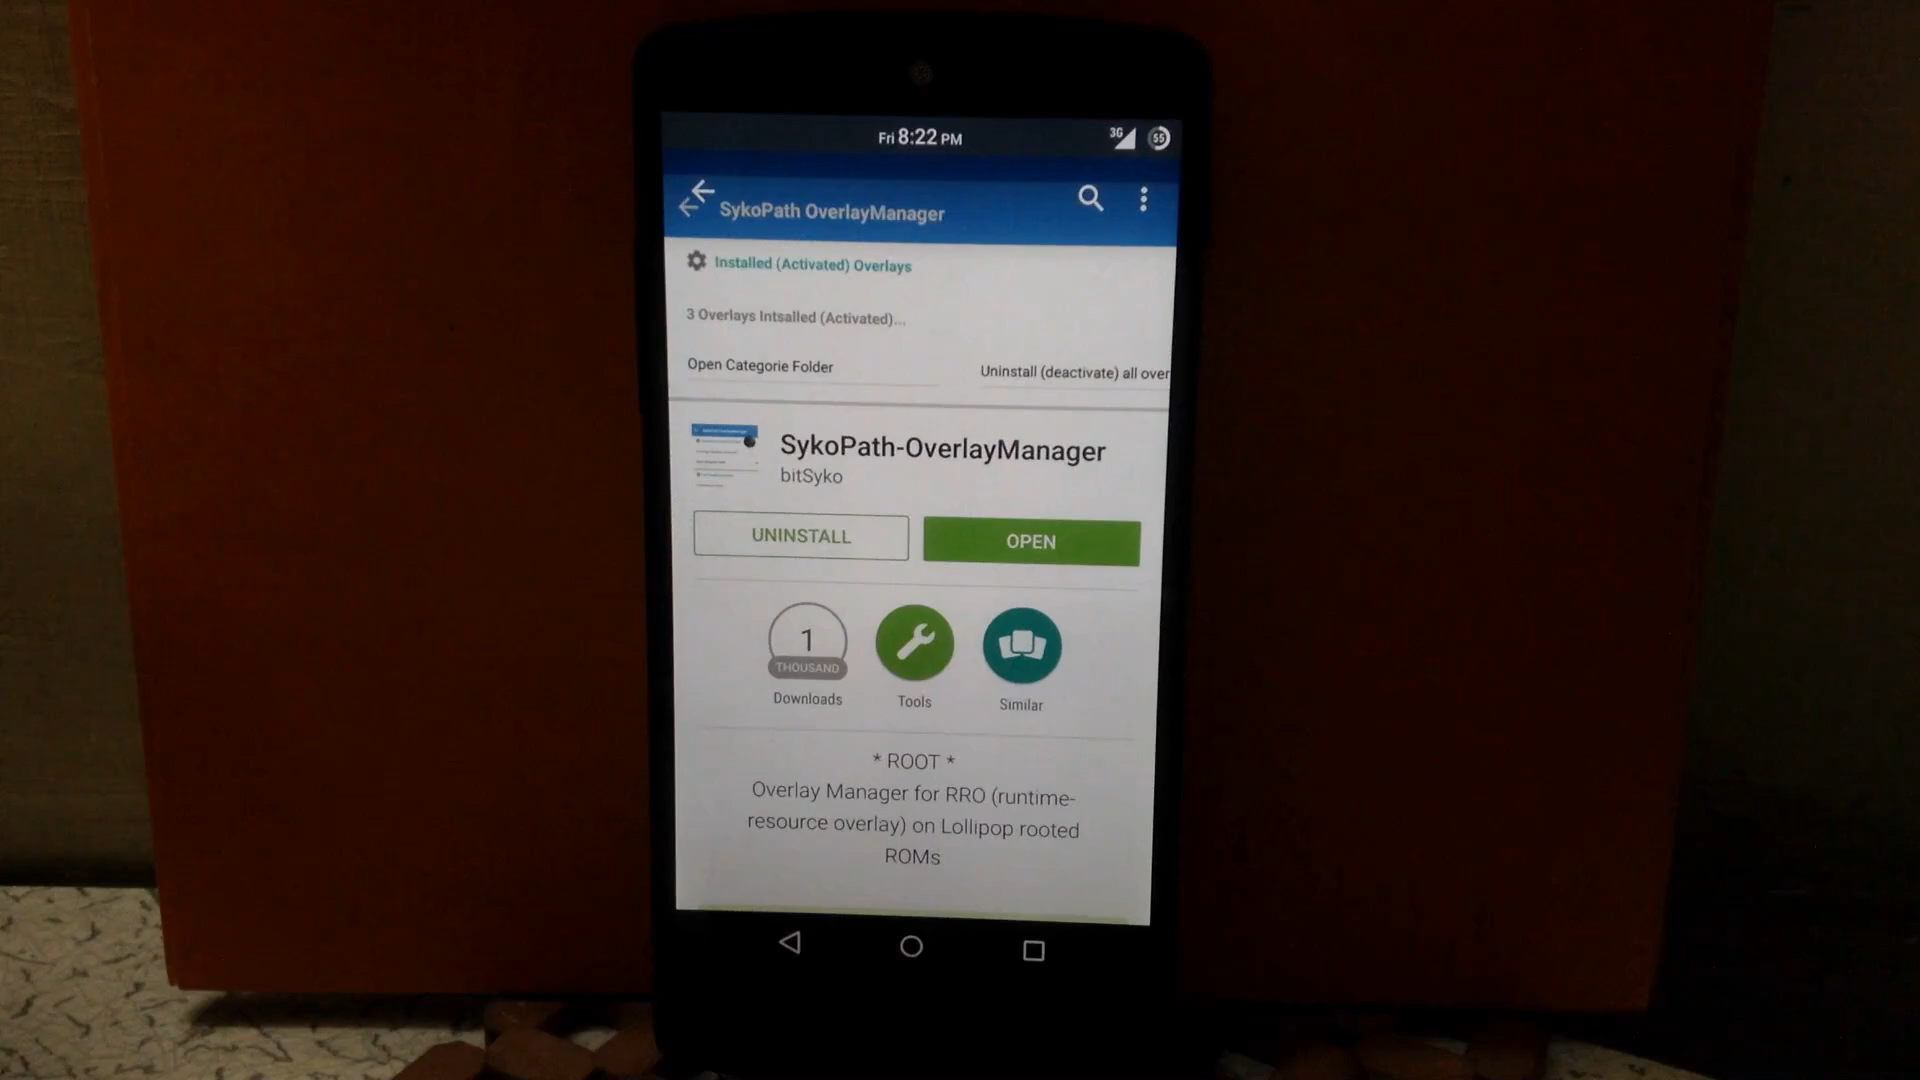 Fri 8:22 PM
3G
55
SykoPath OverlayManager
Installed (Activated) Overlays
3 Overlays Intsalled (Activated)...
Open Categorie Folder
Uninstall (deactivate) all over
SykoPath-OverlayManager
bitSyko
UNINSTALL
OPEN
1
THOUSAND
Downloads
Tools
Similar
* ROOT *
Overlay Manager for RRO (runtime-
resource overlay) on Lollipop rooted
ROMs